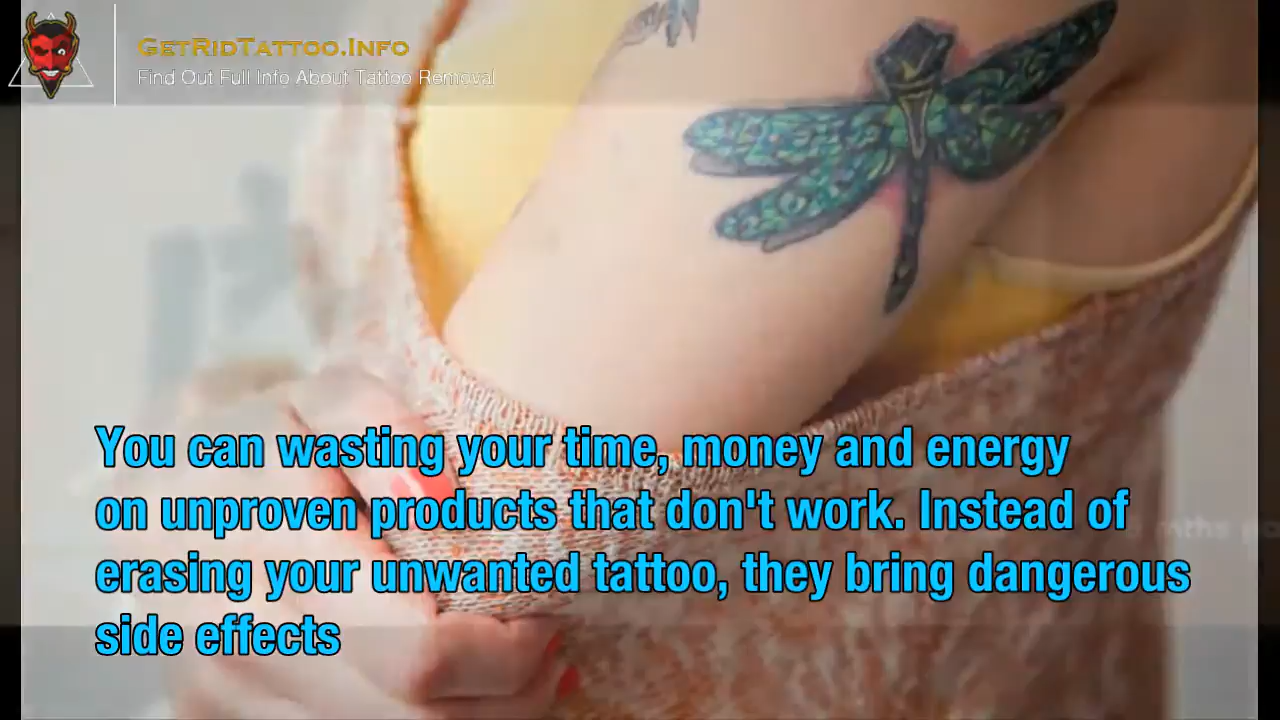 GetRidTattoo.Info
Find Out Full Info About Tattoo Removal
You can wasting your time, money and energy
on unproven products that don't work. Instead of
erasing your unwanted tattoo, they bring dangerous
side effects